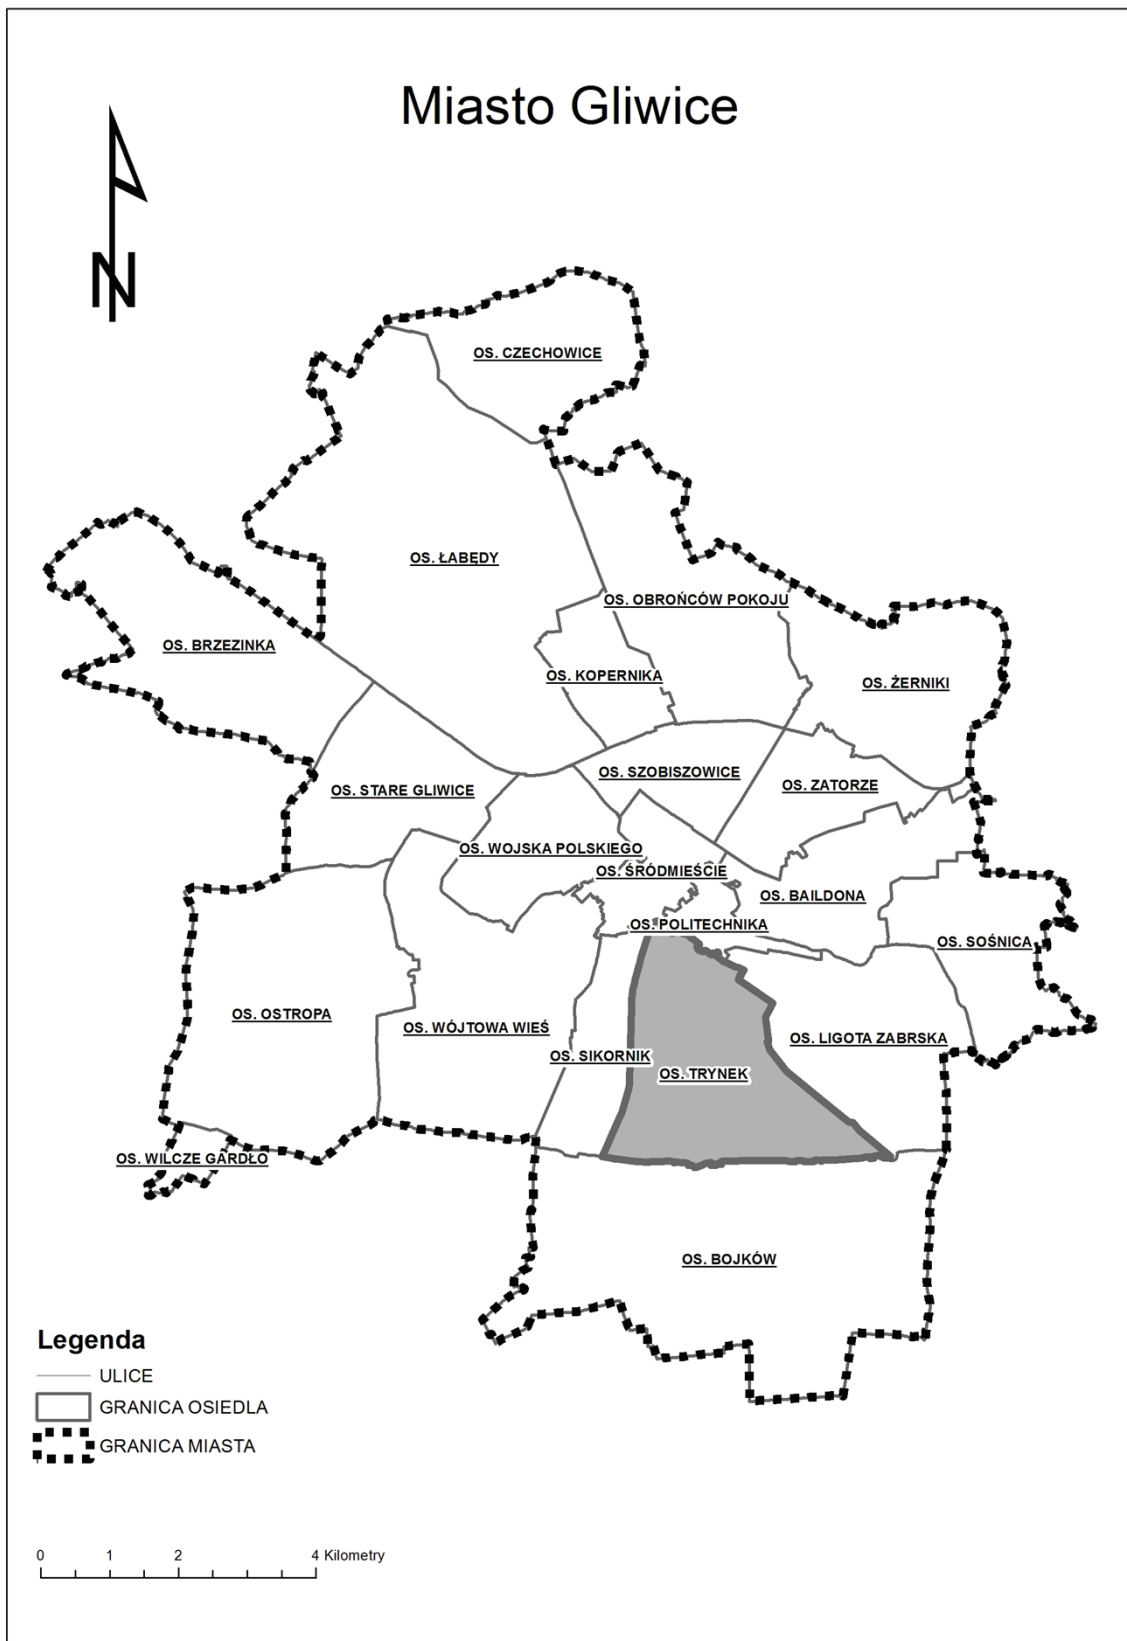 Miasto Gliwice
N
OS. CZECHOWICE
OS. ŁABĘDY
OS. OBROŃCÓW POKOJU
OS. BRZEZINKA
OS. KOPERNIKA
OS. ŻERNIKI
OS. SZOBISZOWICE
OS. STARE GLIWICE
OS. ZATORZE
OS. WOJSKA POLSKIEGO
OS. ŚRÓDMIEŚCIE
OS. BAILDONA
OS. POLITECHNIKA
OS. SOŚNICA
OS. OSTROPA
OS. WÓJTOWA WIEŚ
OS. LIGOTA ZABRSKA
OS. SIKORNIK
OS. TRYNEK
OS. WILCZE GARDŁO
OS. BOJKÓW
Legenda
ULICE
GRANICA OSIEDLA
GRANICA MIASTA
0 1 2 4 Kilometry